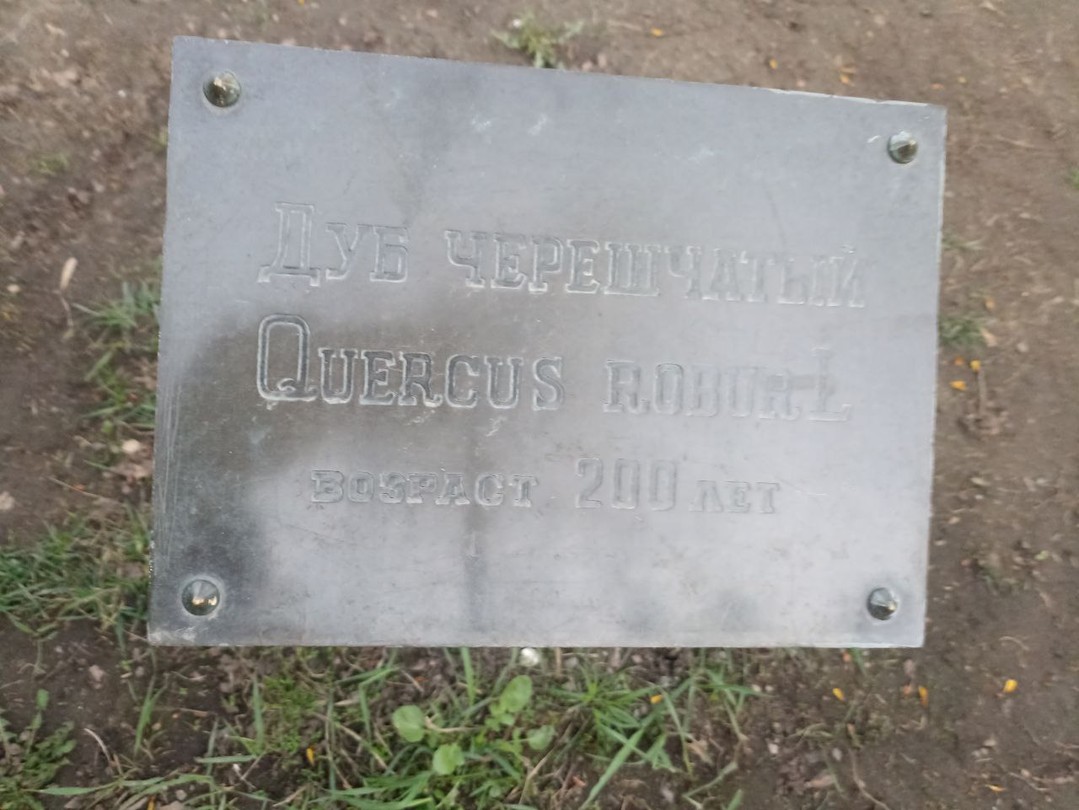 Дуб черешчатый
Quercus robur L
возраст 200 лет